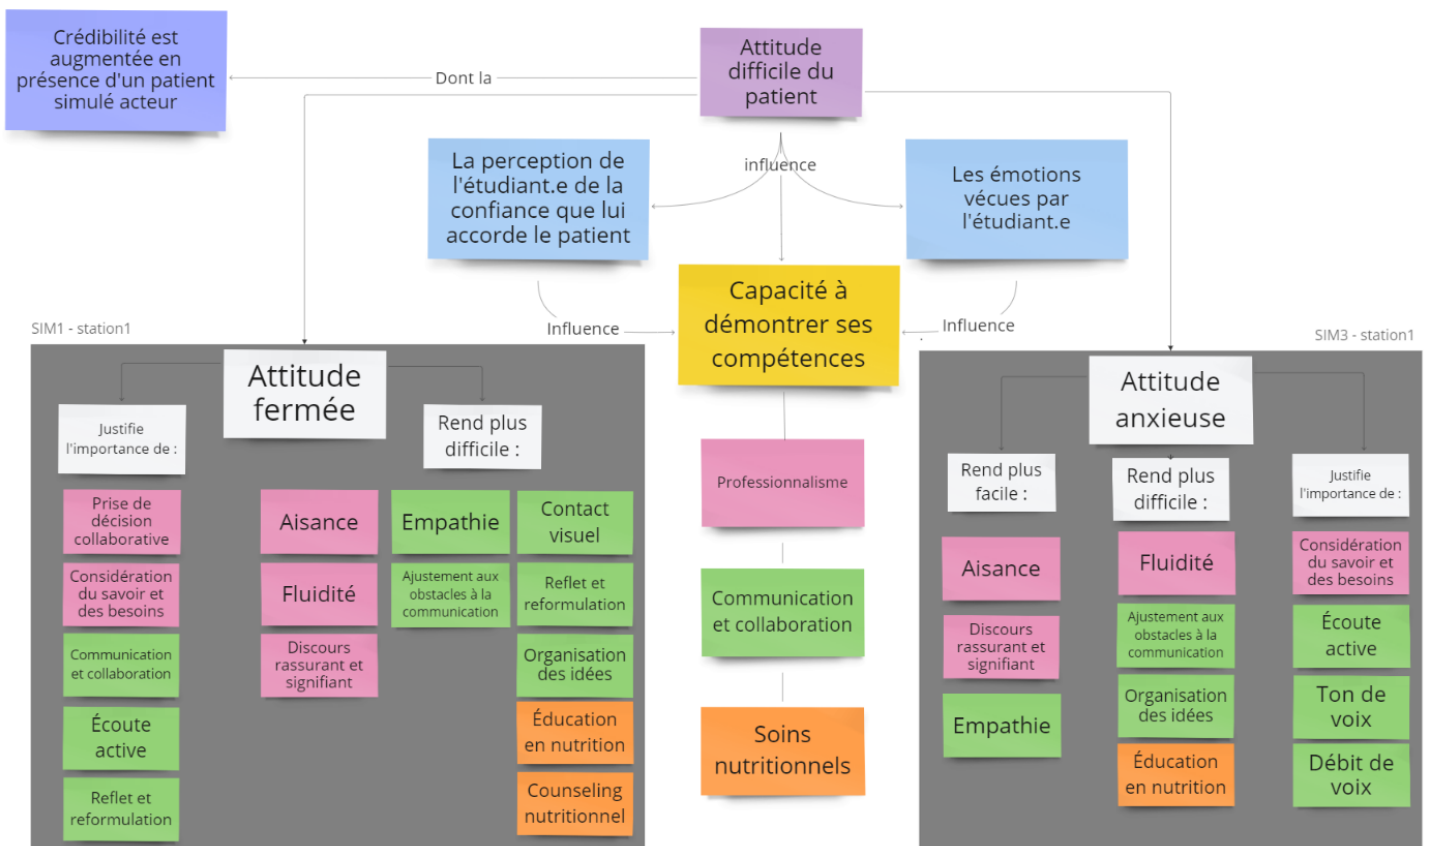 Crédibilité est
augmentée en
présence d'un patient
simulé acteur
Dont la
Attitude
difficile du
patient
influence
La perception de
l'étudiant.e de la
confiance que lui
accorde le patient
Les émotions
vécues par
l'étudiant.e
Influence
Capacité à
démontrer ses
compétences
Influence
Professionnalisme
Communication
et collaboration
Soins
nutritionnels
SIM1 - station1
Attitude
fermée
Justifie
l'importance de :
Prise de
décision
collaborative
Considération
du savoir et
des besoins
Communication
et collaboration
Écoute
active
Reflet et
reformulation
Rend plus
difficile :
Aisance
Fluidité
Discours
rassurant et
signifiant
Empathie
Ajustement aux
obstacles à la
communication
Contact
visuel
Reflet et
reformulation
Organisation
des idées
Éducation
en nutrition
Counseling
nutritionnel
SIM3 - station1
Attitude
anxieuse
Rend plus
facile :
Aisance
Discours
rassurant et
signifiant
Empathie
Rend plus
difficile :
Fluidité
Ajustement aux
obstacles à la
communication
Organisation
des idées
Éducation
en nutrition
Justifie
l'importance de :
Considération
du savoir et
des besoins
Écoute
active
Ton de
voix
Débit de
voix